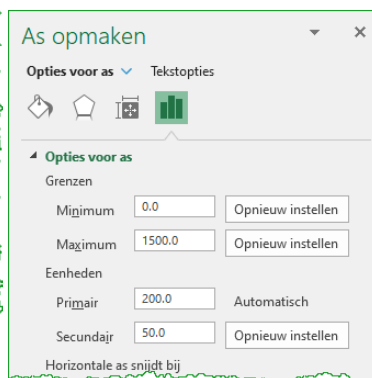 As opmaken
Opties voor as Tekstopties
Opties voor as
Grenzen
Minimum 0.0 Opnieuw instellen
Maximum 1500.0 Opnieuw instellen
Eenheden
Primair 200.0 Automatisch
Secundair 50.0 Opnieuw instellen
Horizontale as snijdt bij